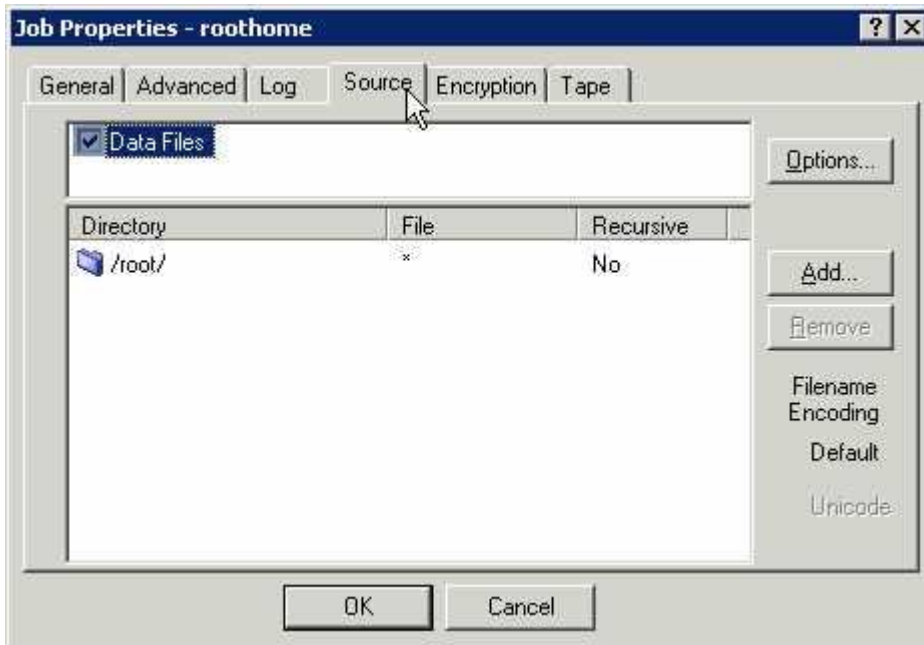 Job Properties - roothome
General Advanced Log Source Encryption Tape
Data Files
Options...
Directory File Recursive
/root/ * No
Add...
Remove
Filename
Encoding
Default
Unicode
OK Cancel